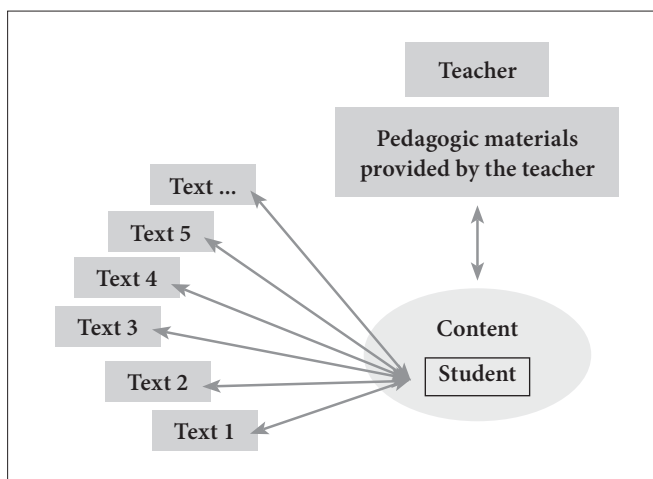 Teacher
Pedagogic materials
provided by the teacher
Text ...
Text 5
Text 4
Text 3
Text 2
Text 1
Content
Student